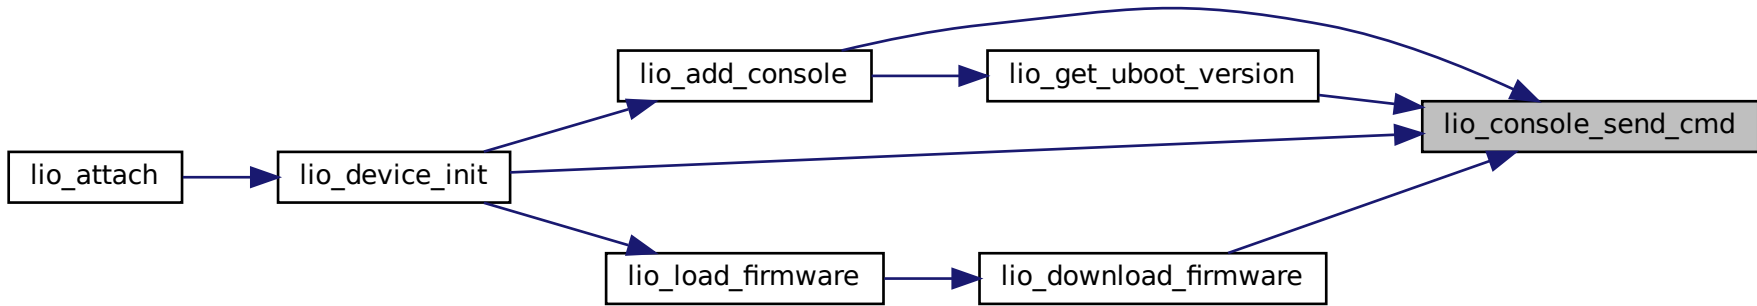 lio_add_console
lio_get_uboot_version
lio_console_send_cmd
lio_attach
lio_device_init
lio_load_firmware
lio_download_firmware